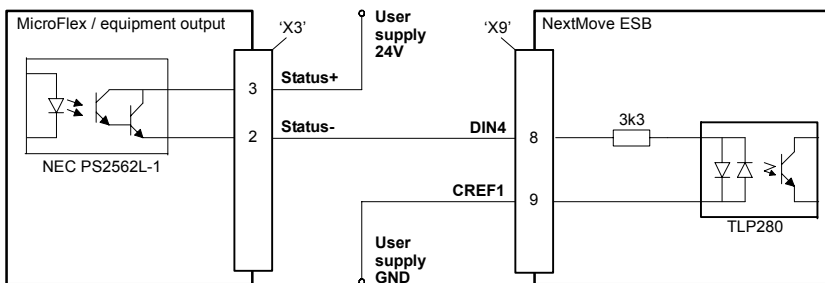 MicroFlex / equipment output
'X3'
User
supply
24V
'X9'
NextMove ESB
3
Status+
2
Status-
DIN4
8
3k3
NEC PS2562L-1
CREF1
9
TLP280
User
supply
GND